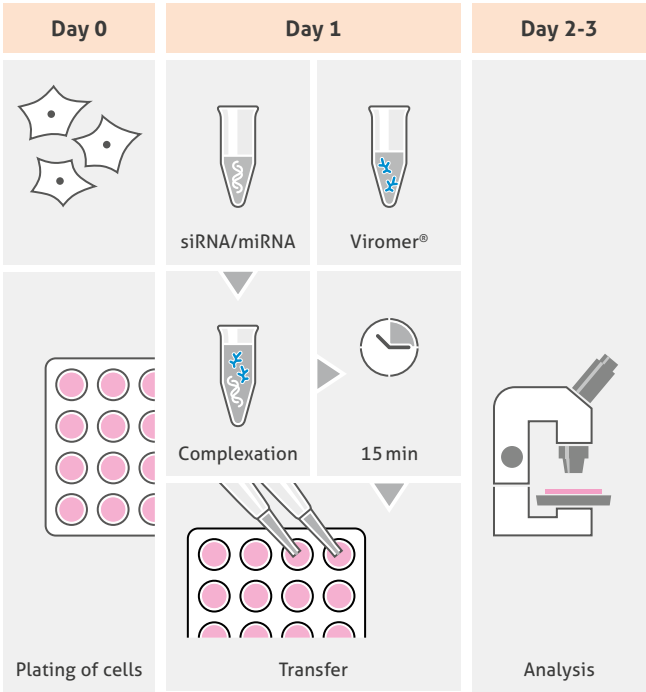 Day 0
Day 1
Day 2-3
siRNA/miRNA
Viromer®
Complexation
15 min
Plating of cells
Transfer
Analysis